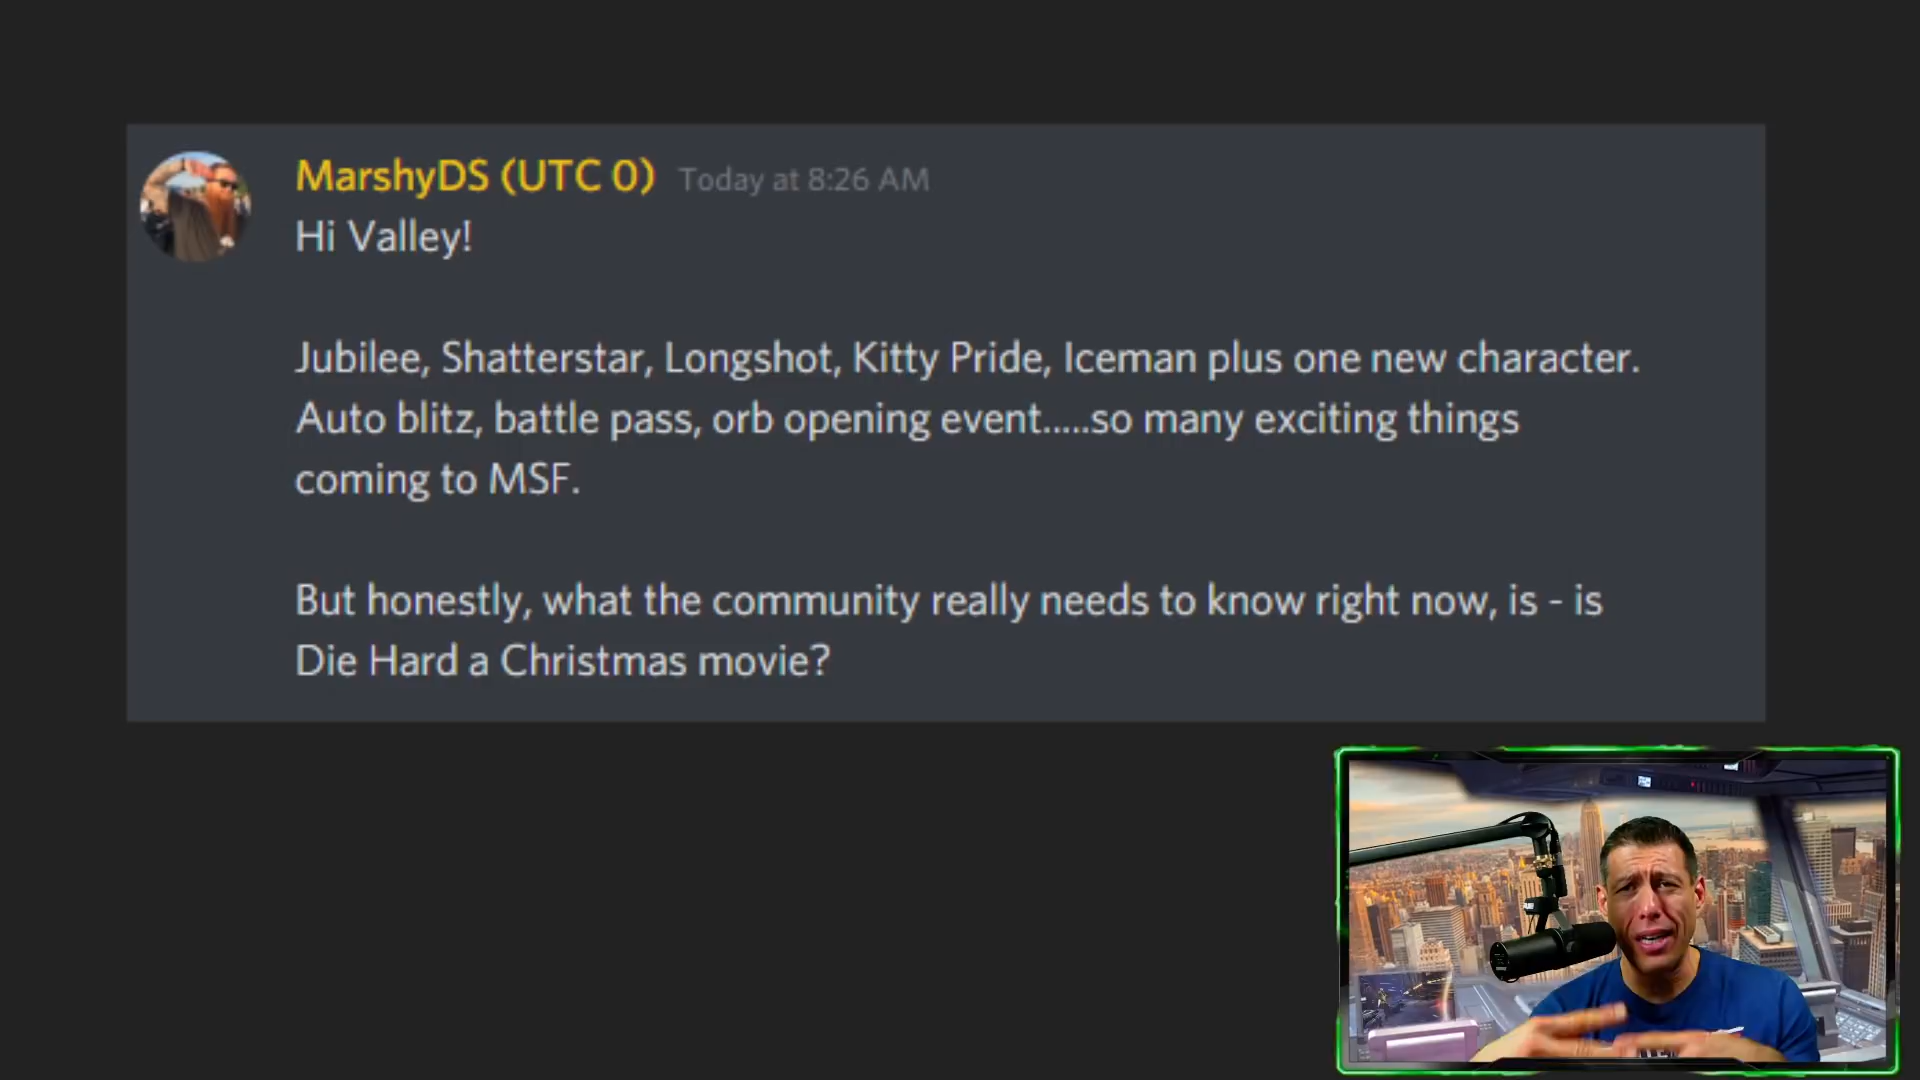 MarshyDS (UTC 0) Today at 8:26 AM
Hi Valley!
Jubilee, Shatterstar, Longshot, Kitty Pride, Iceman plus one new character.
Auto blitz, battle pass, orb opening event.....so many exciting things
coming to MSF.
But honestly, what the community really needs to know right now, is - is
Die Hard a Christmas movie?